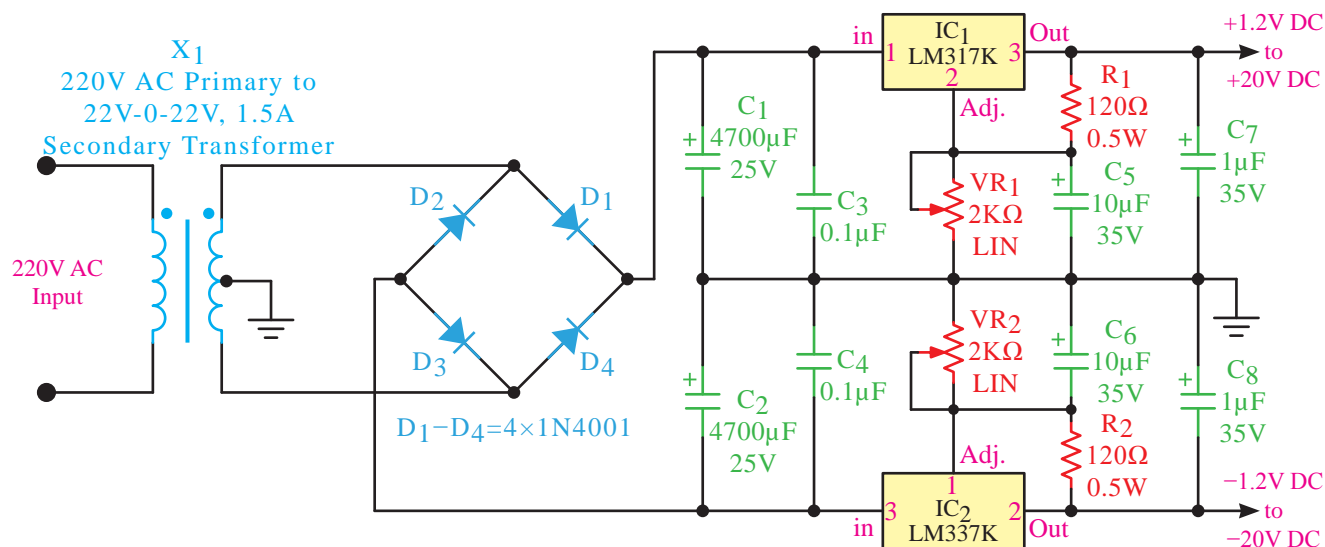 X1
220V AC Primary to
22V-0-22V, 1.5A
Secondary Transformer
220V AC
Input
D2
D1
D3
D4
D1−D4=4×1N4001
C1
4700µF
25V
+
C3
0.1µF
C2
4700µF
25V
+
C4
0.1µF
in
1
IC1
LM317K
2
3
Out
Adj.
R1
120Ω
0.5W
VR1
2KΩ
LIN
+
C5
10µF
35V
+
C7
1µF
35V
+1.2V DC
to
+20V DC
VR2
2KΩ
LIN
+
C6
10µF
35V
+
C8
1µF
35V
R2
120Ω
0.5W
Adj.
in
3
1
IC2
LM337K
2
Out
−1.2V DC
to
−20V DC